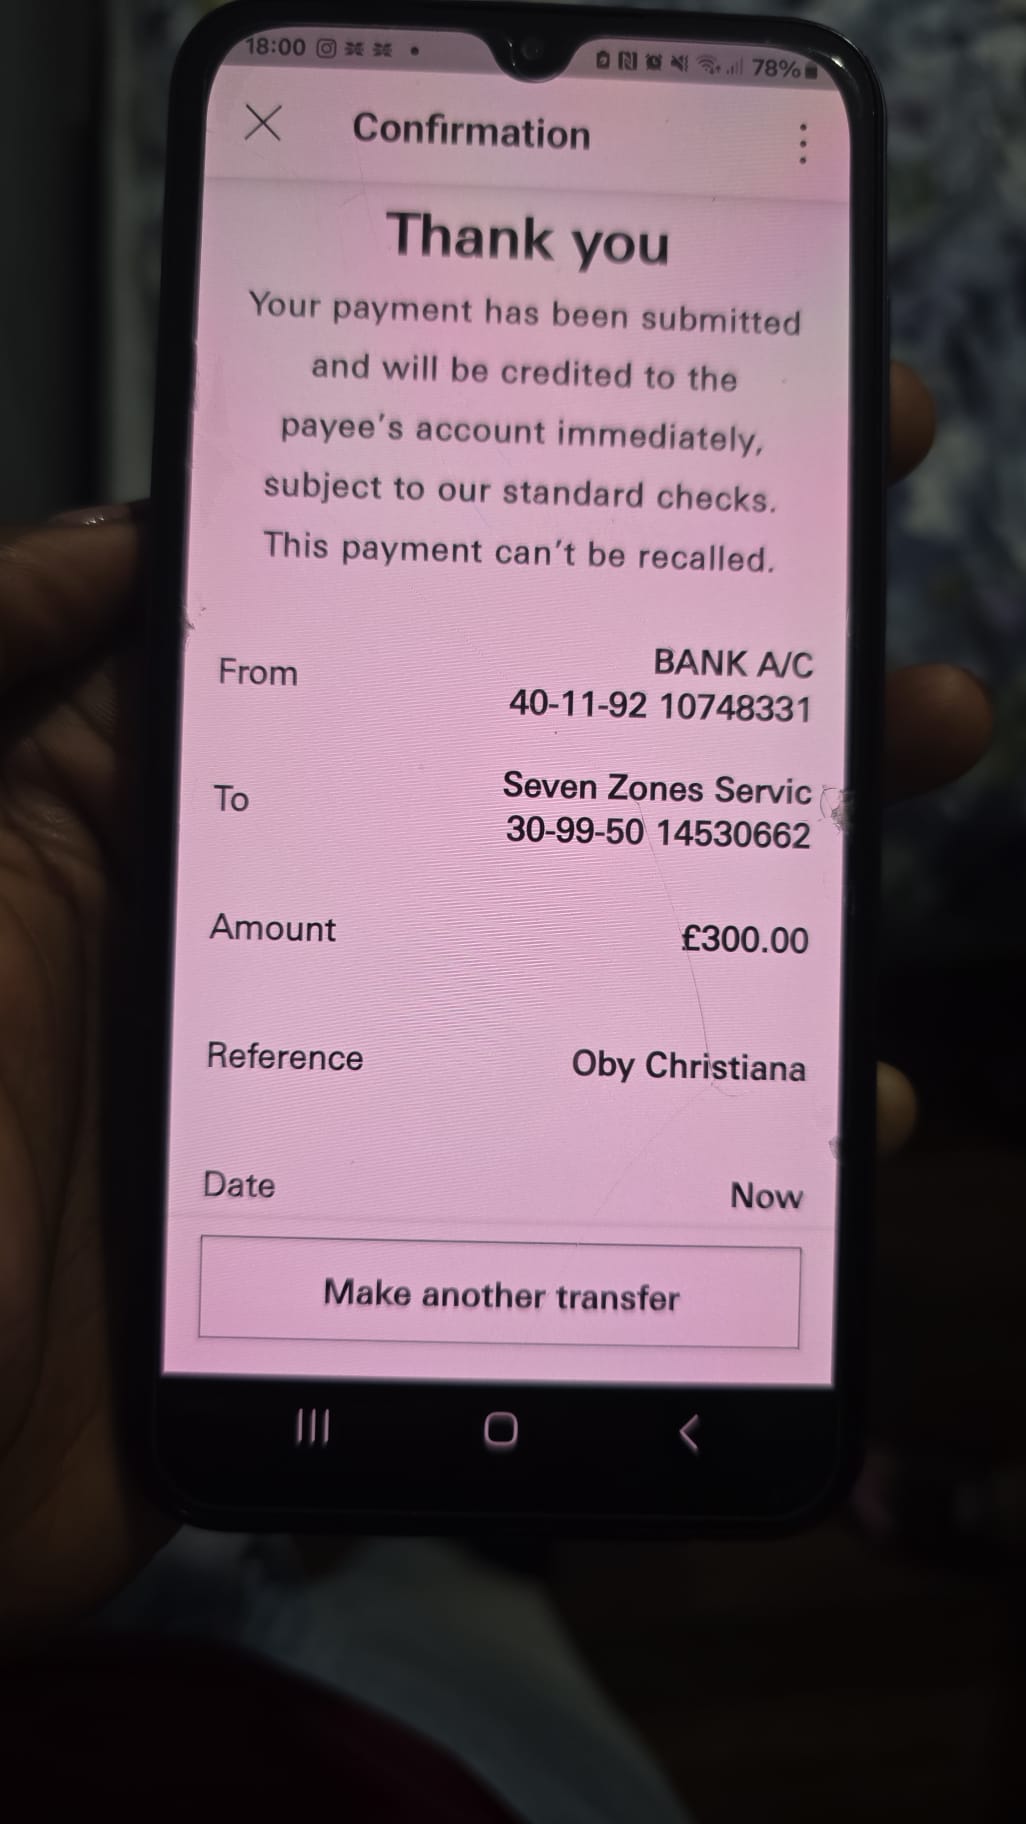 18:00 78%
Confirmation
Thank you
Your payment has been submitted
and will be credited to the
payee's account immediately,
subject to our standard checks.
This payment can't be recalled.
From BANK A/C
40-11-92 10748331
To Seven Zones Servic
30-99-50 14530662
Amount £300.00
Reference Oby Christiana
Date Now
Make another transfer